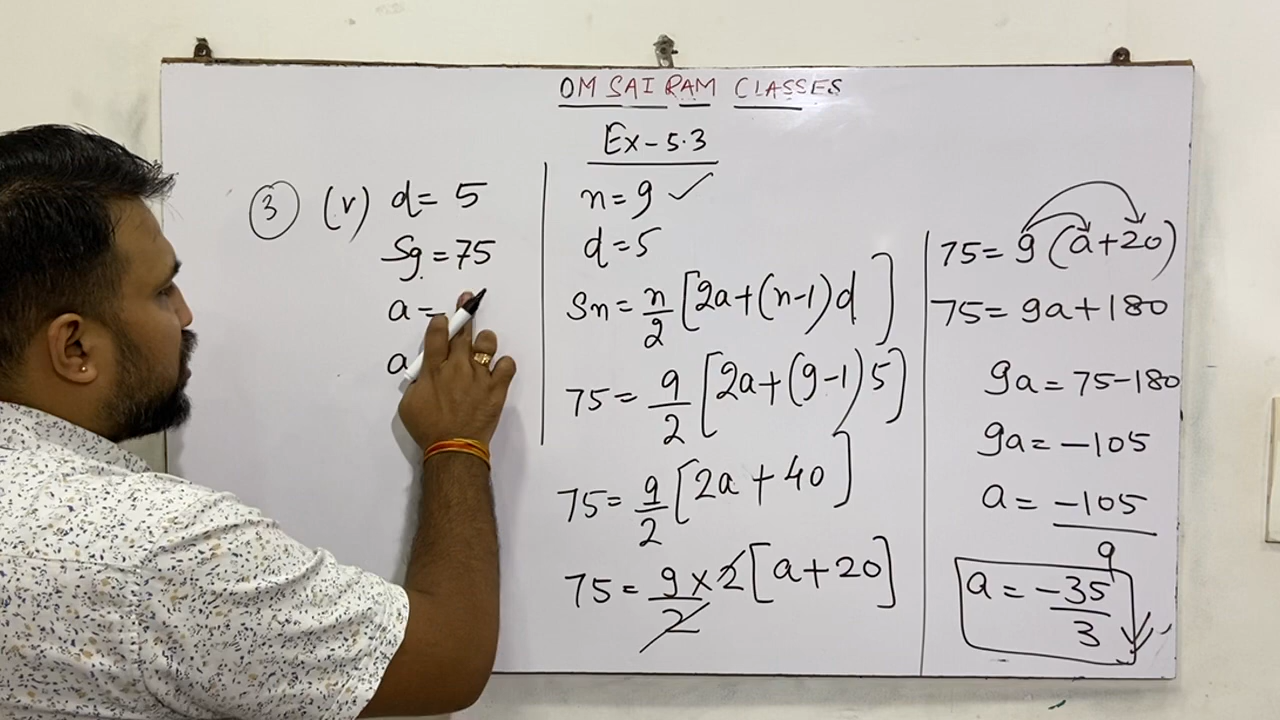 OM SAI RAM CLASSES
Ex-5.3
③ (v) d= 5
S9=75
a=
a
n=9 ✓
d=5
Sn=n/2[2a+(n-1)d]
75=9/2[2a+(9-1)5]
75=9/2[2a+40]
75=9×2/2[a+20]
75=9(a+20)
75=9a+180
9a=75-180
9a=-105
a=-105/9
a=-35/3